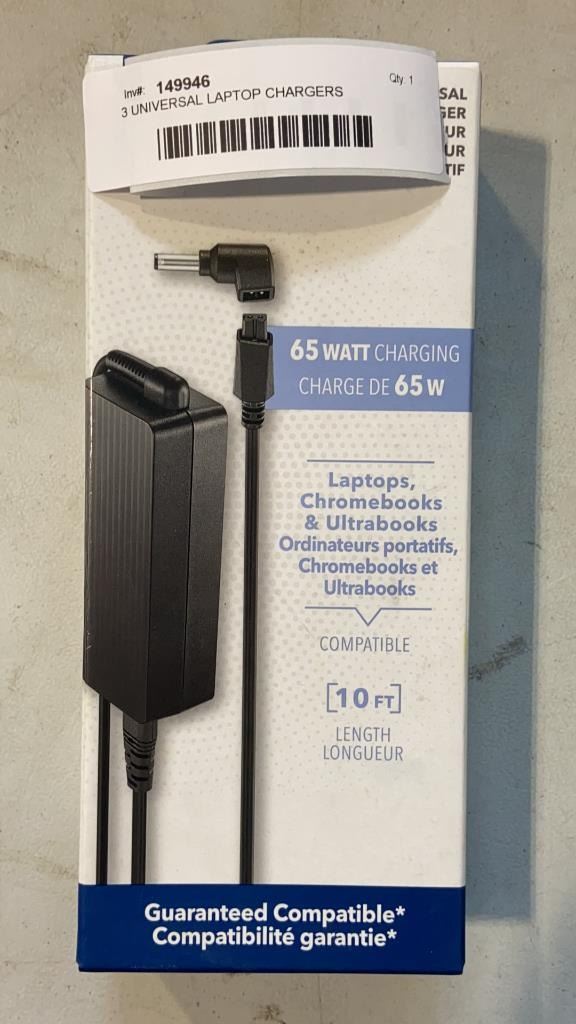 Inv#: 149946 Qty: 1
3 UNIVERSAL LAPTOP CHARGERS
65 WATT CHARGING
CHARGE DE 65 W
Laptops,
Chromebooks
& Ultrabooks
Ordinateurs portatifs,
Chromebooks et
Ultrabooks
COMPATIBLE
[10 FT]
LENGTH
LONGUEUR
Guaranteed Compatible*
Compatibilité garantie*